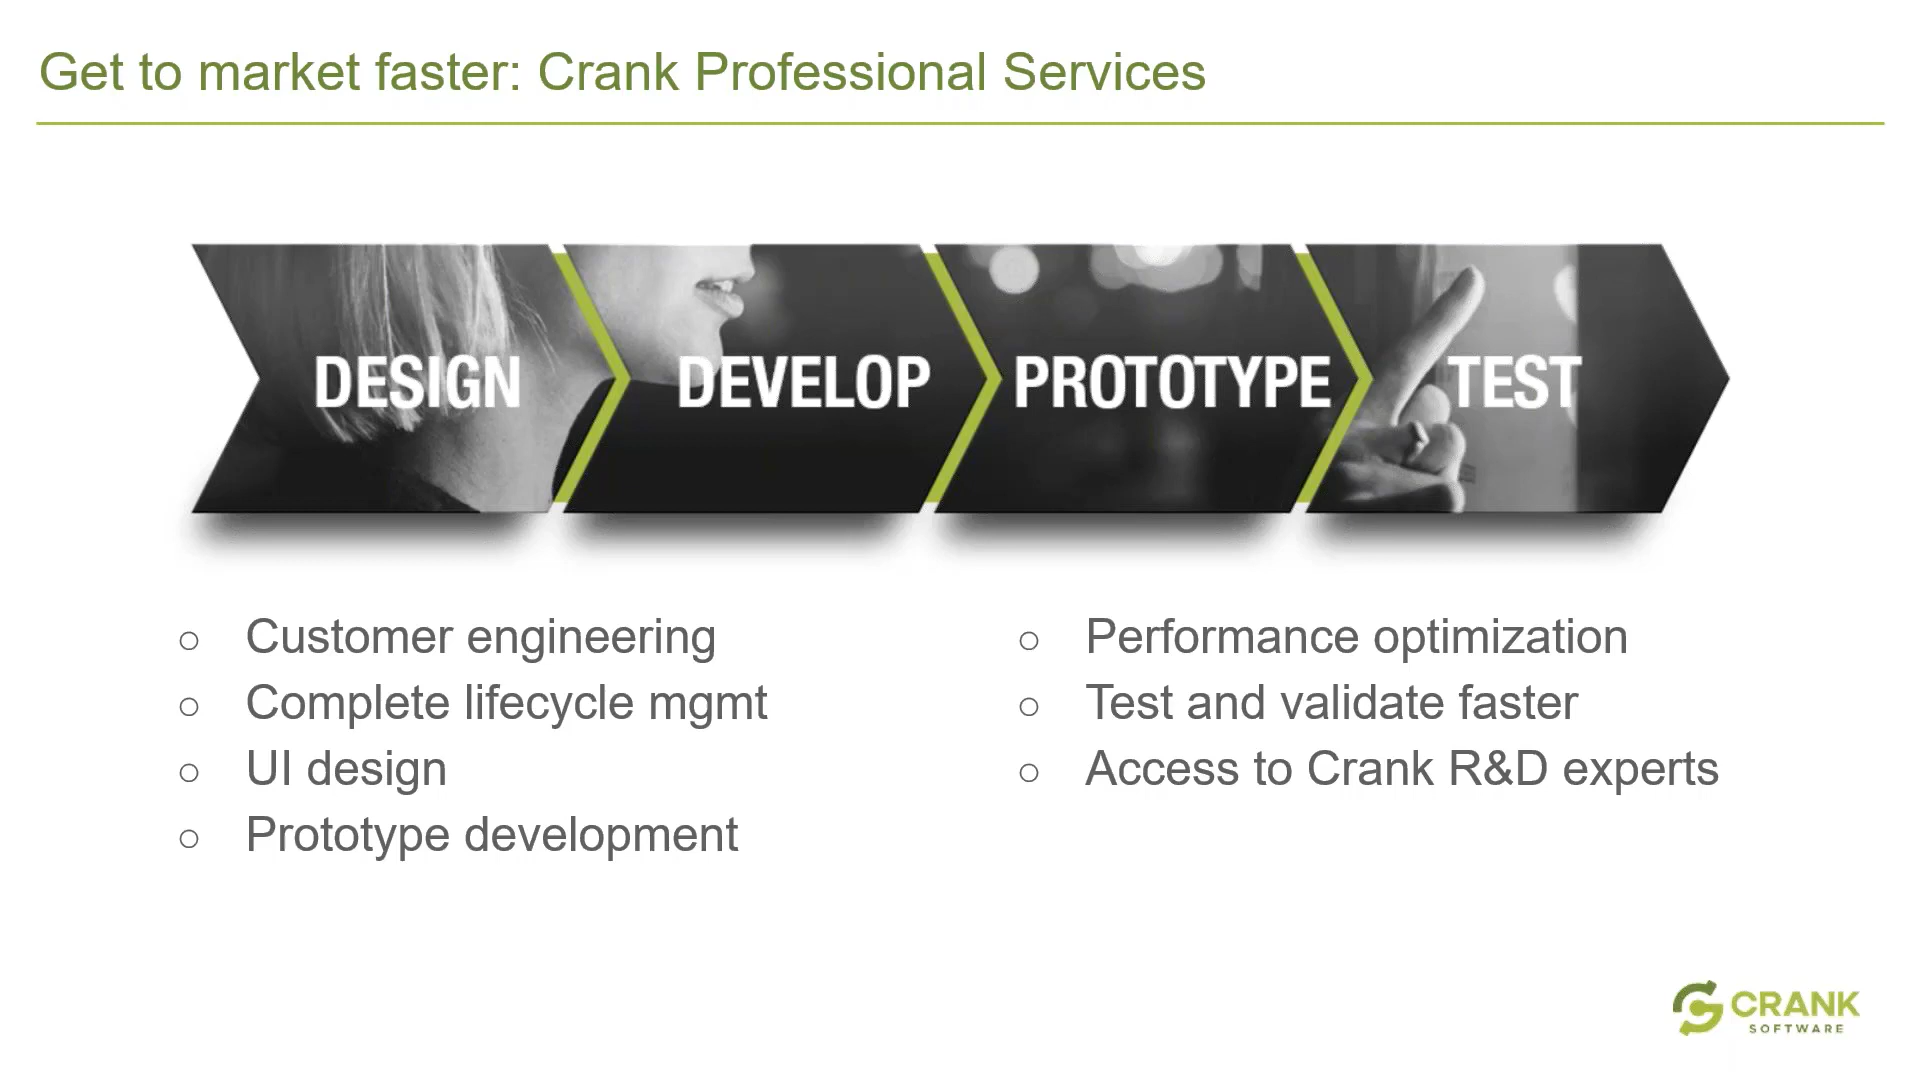 Get to market faster: Crank Professional Services
DESIGN
DEVELOP
PROTOTYPE
TEST
Customer engineering
Complete lifecycle mgmt
UI design
Prototype development
Performance optimization
Test and validate faster
Access to Crank R&D experts
CRANK
SOFTWARE